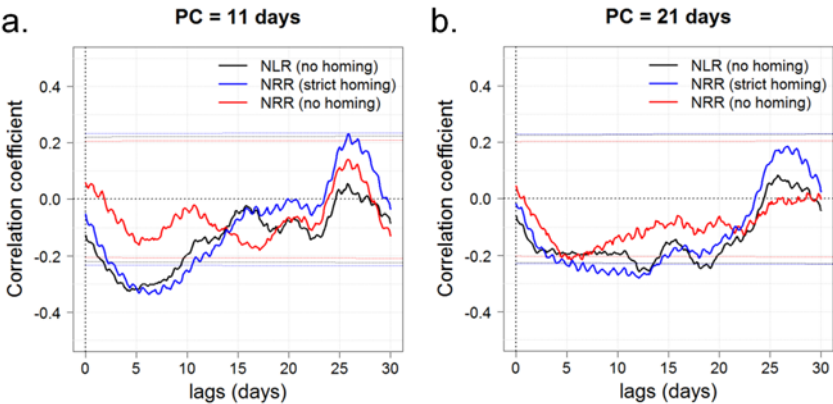 a.
PC = 11 days
NLR (no homing)
NRR (strict homing)
NRR (no homing)
Correlation coefficient
0.4
0.2
0.0
-0.2
-0.4
0 5 10 15 20 25 30
lags (days)
b.
PC = 21 days
NLR (no homing)
NRR (strict homing)
NRR (no homing)
Correlation coefficient
0.4
0.2
0.0
-0.2
-0.4
0 5 10 15 20 25 30
lags (days)